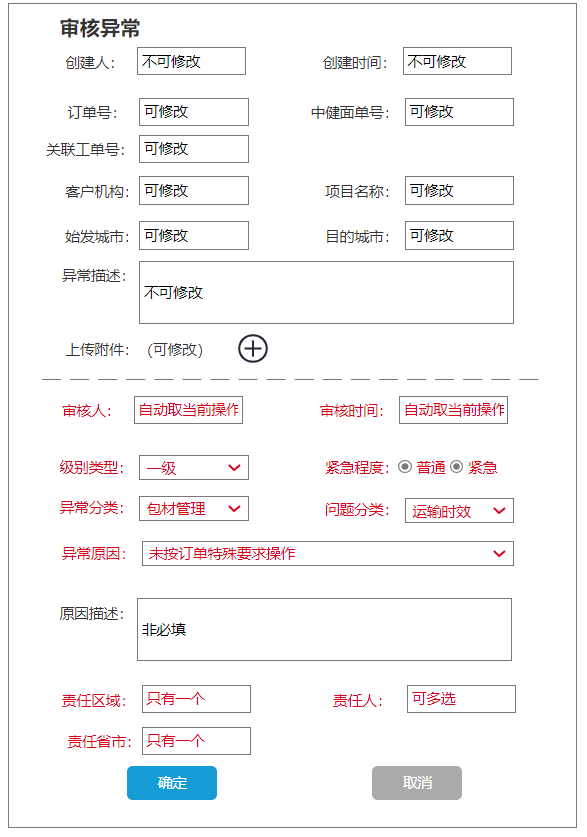 审核异常
创建人： 不可修改 创建时间： 不可修改
订单号： 可修改 中健面单号： 可修改
关联工单号： 可修改
客户机构： 可修改 项目名称： 可修改
始发城市： 可修改 目的城市： 可修改
异常描述： 不可修改
上传附件： （可修改）
审核人： 自动取当前操作 审核时间： 自动取当前操作
级别类型： 一级 紧急程度： 普通 紧急
异常分类： 包材管理 问题分类： 运输时效
异常原因： 未按订单特殊要求操作
原因描述： 非必填
责任区域： 只有一个 责任人： 可多选
责任省市： 只有一个
确定 取消